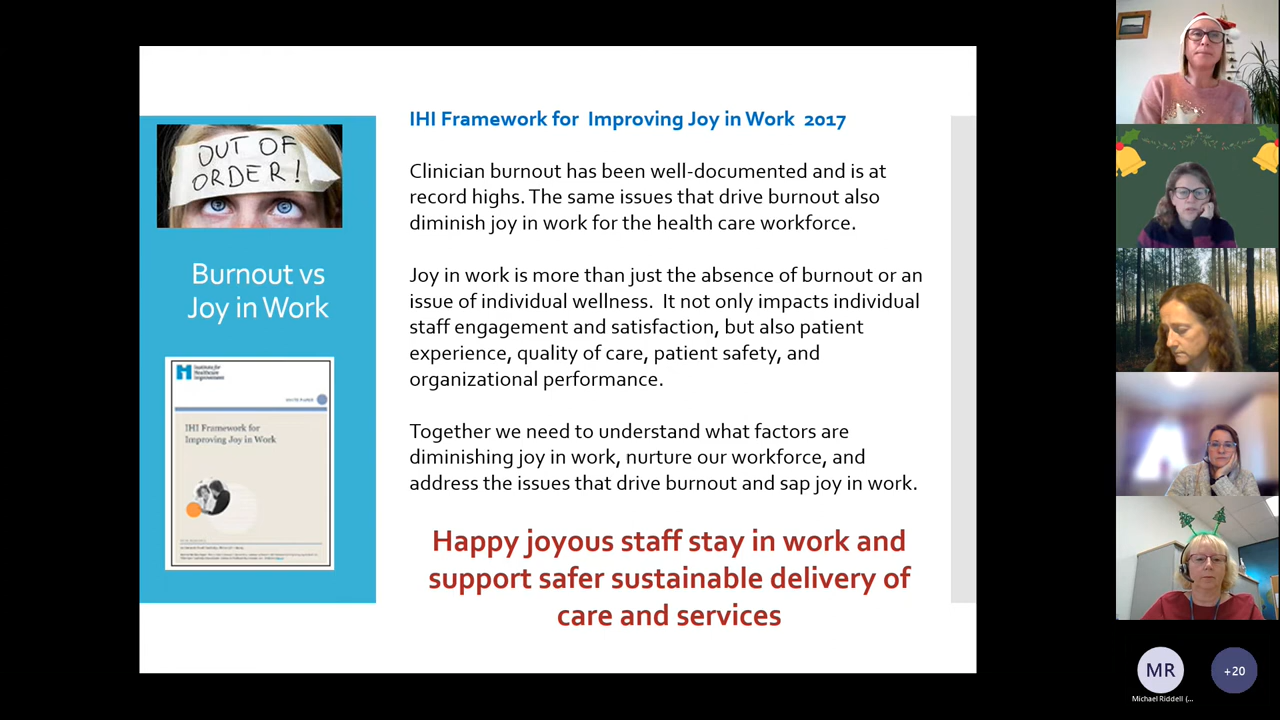 IHI Framework for Improving Joy in Work 2017
OUT OF
ORDER!
Burnout vs
Joy in Work
Clinician burnout has been well-documented and is at
record highs. The same issues that drive burnout also
diminish joy in work for the health care workforce.
Joy in work is more than just the absence of burnout or an
issue of individual wellness. It not only impacts individual
staff engagement and satisfaction, but also patient
experience, quality of care, patient safety, and
organizational performance.
Together we need to understand what factors are
diminishing joy in work, nurture our workforce, and
address the issues that drive burnout and sap joy in work.
Happy joyous staff stay in work and
support safer sustainable delivery of
care and services
Institute for
Healthcare
Improvement
WHITE PAPER
IHI Framework for
Improving Joy in Work
MR
+20
Michael Riddell (...